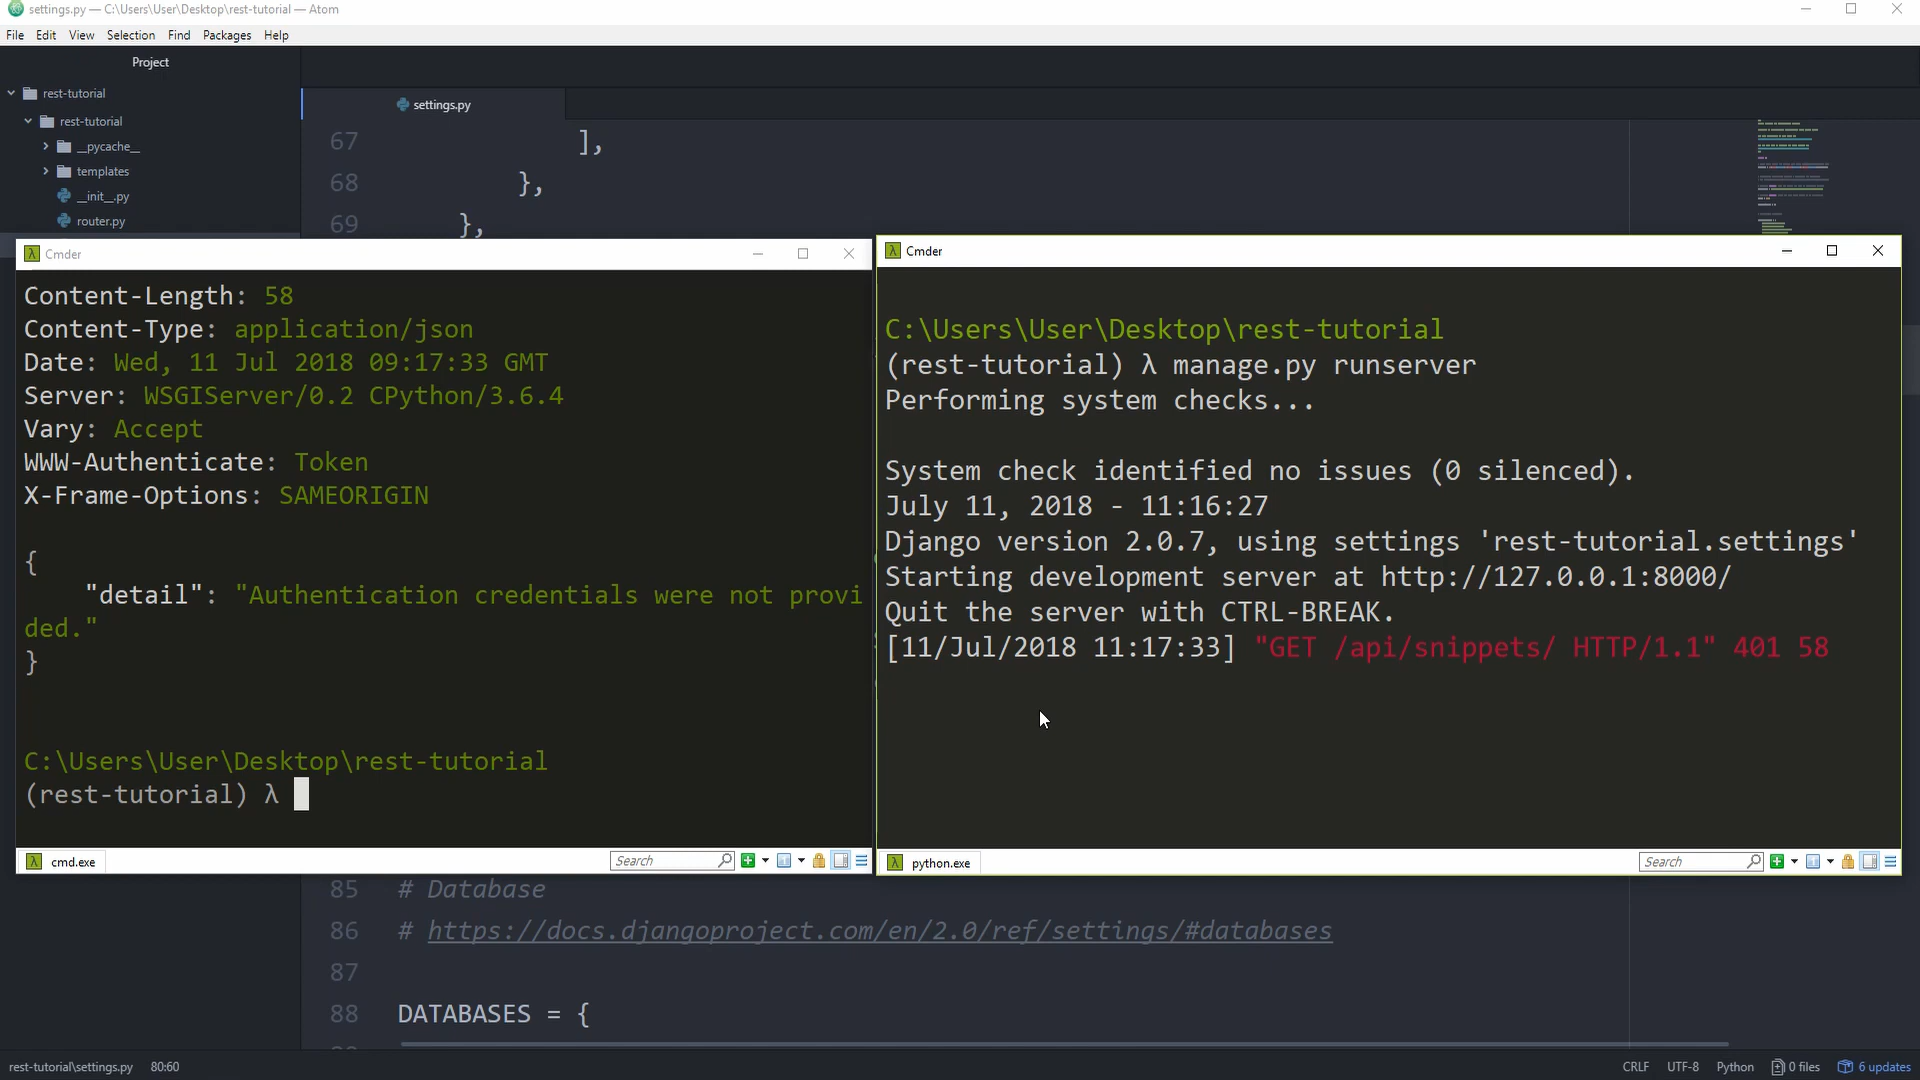 settings.py — C:\Users\User\Desktop\rest-tutorial — Atom
File Edit View Selection Find Packages Help
Project
rest-tutorial
rest-tutorial
__pycache__
templates
__init__.py
router.py
settings.py
67 ],
68 },
69 },
Cmder
Content-Length: 58
Content-Type: application/json
Date: Wed, 11 Jul 2018 09:17:33 GMT
Server: WSGIServer/0.2 CPython/3.6.4
Vary: Accept
WWW-Authenticate: Token
X-Frame-Options: SAMEORIGIN
{
"detail": "Authentication credentials were not provi
ded."
}
C:\Users\User\Desktop\rest-tutorial
(rest-tutorial) λ
cmd.exe
Search
Cmder
C:\Users\User\Desktop\rest-tutorial
(rest-tutorial) λ manage.py runserver
Performing system checks...
System check identified no issues (0 silenced).
July 11, 2018 - 11:16:27
Django version 2.0.7, using settings 'rest-tutorial.settings'
Starting development server at http://127.0.0.1:8000/
Quit the server with CTRL-BREAK.
[11/Jul/2018 11:17:33] "GET /api/snippets/ HTTP/1.1" 401 58
python.exe
Search
85 # Database
86 # https://docs.djangoproject.com/en/2.0/ref/settings/#databases
87
88 DATABASES = {
rest-tutorial\settings.py 80:60
CRLF UTF-8 Python 0 files 6 updates